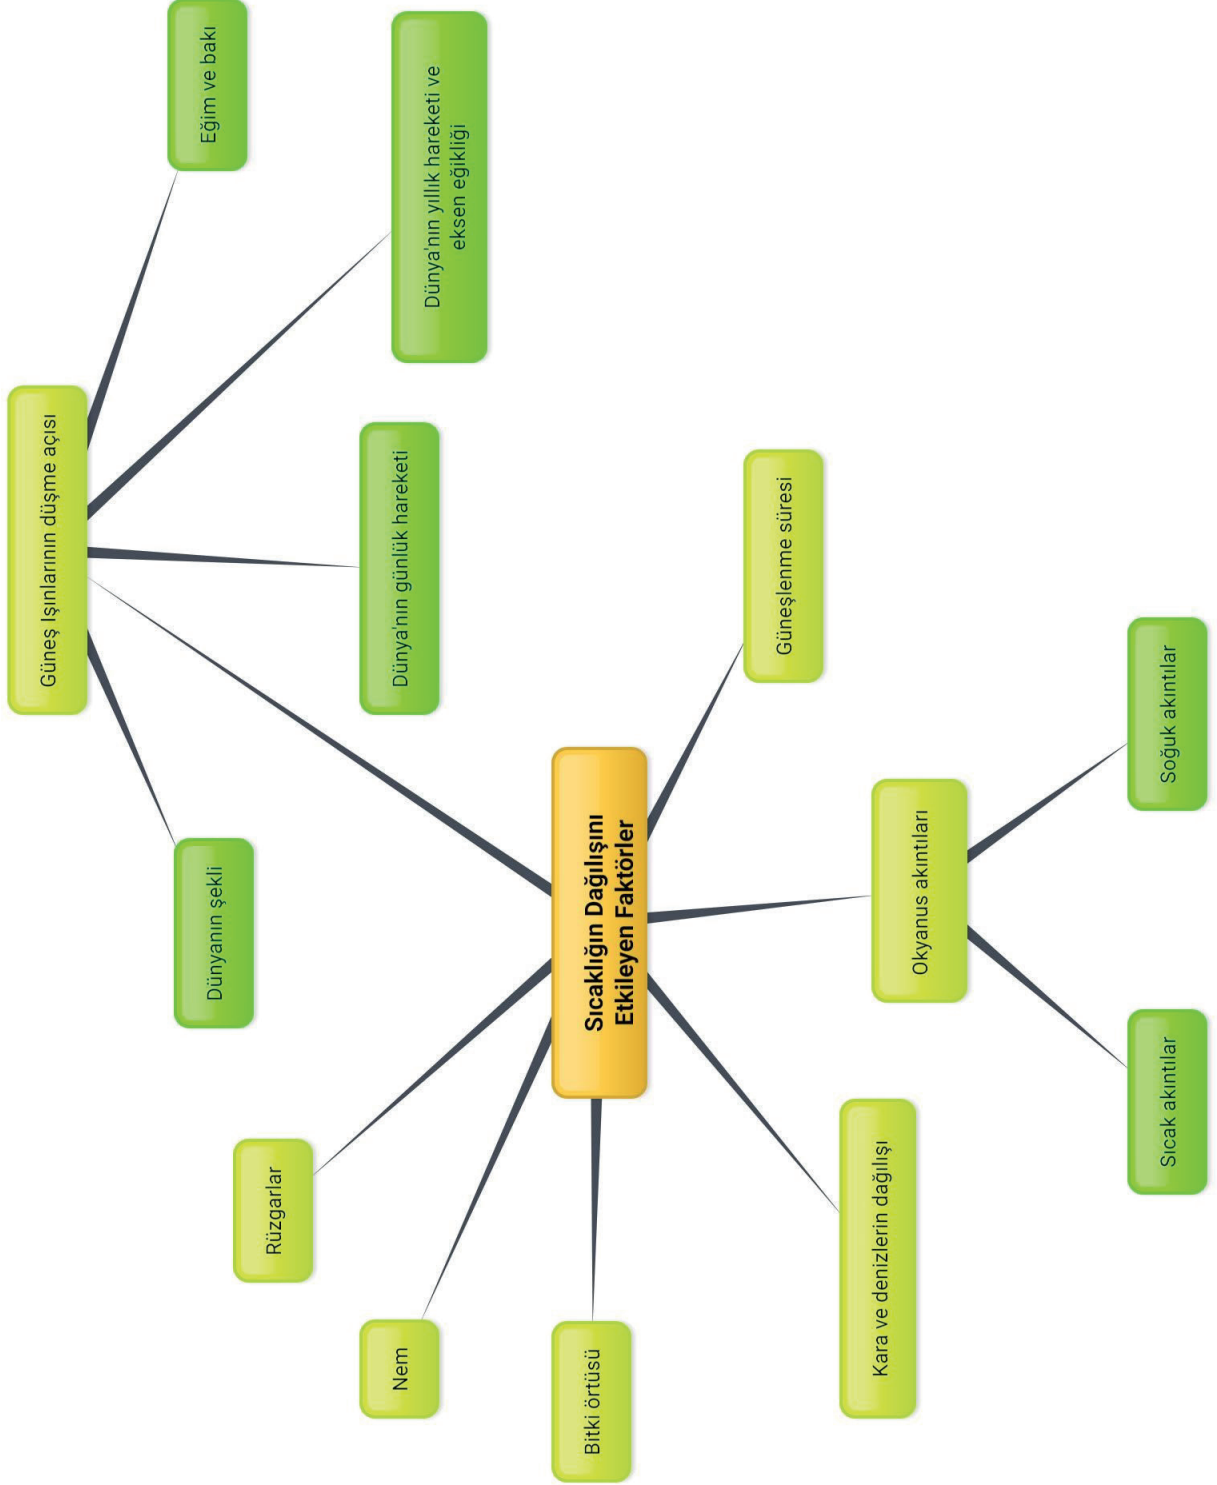 Sıcaklığın Dağılışını
Etkileyen Faktörler
Güneş Işınlarının düşme açısı
Dünyanın şekli
Dünya'nın günlük hareketi
Dünya'nın yıllık hareketi ve
eksen eğikliği
Eğim ve bakı
Güneşlenme süresi
Okyanus akıntıları
Soğuk akıntılar
Sıcak akıntılar
Kara ve denizlerin dağılışı
Bitki örtüsü
Nem
Rüzgarlar